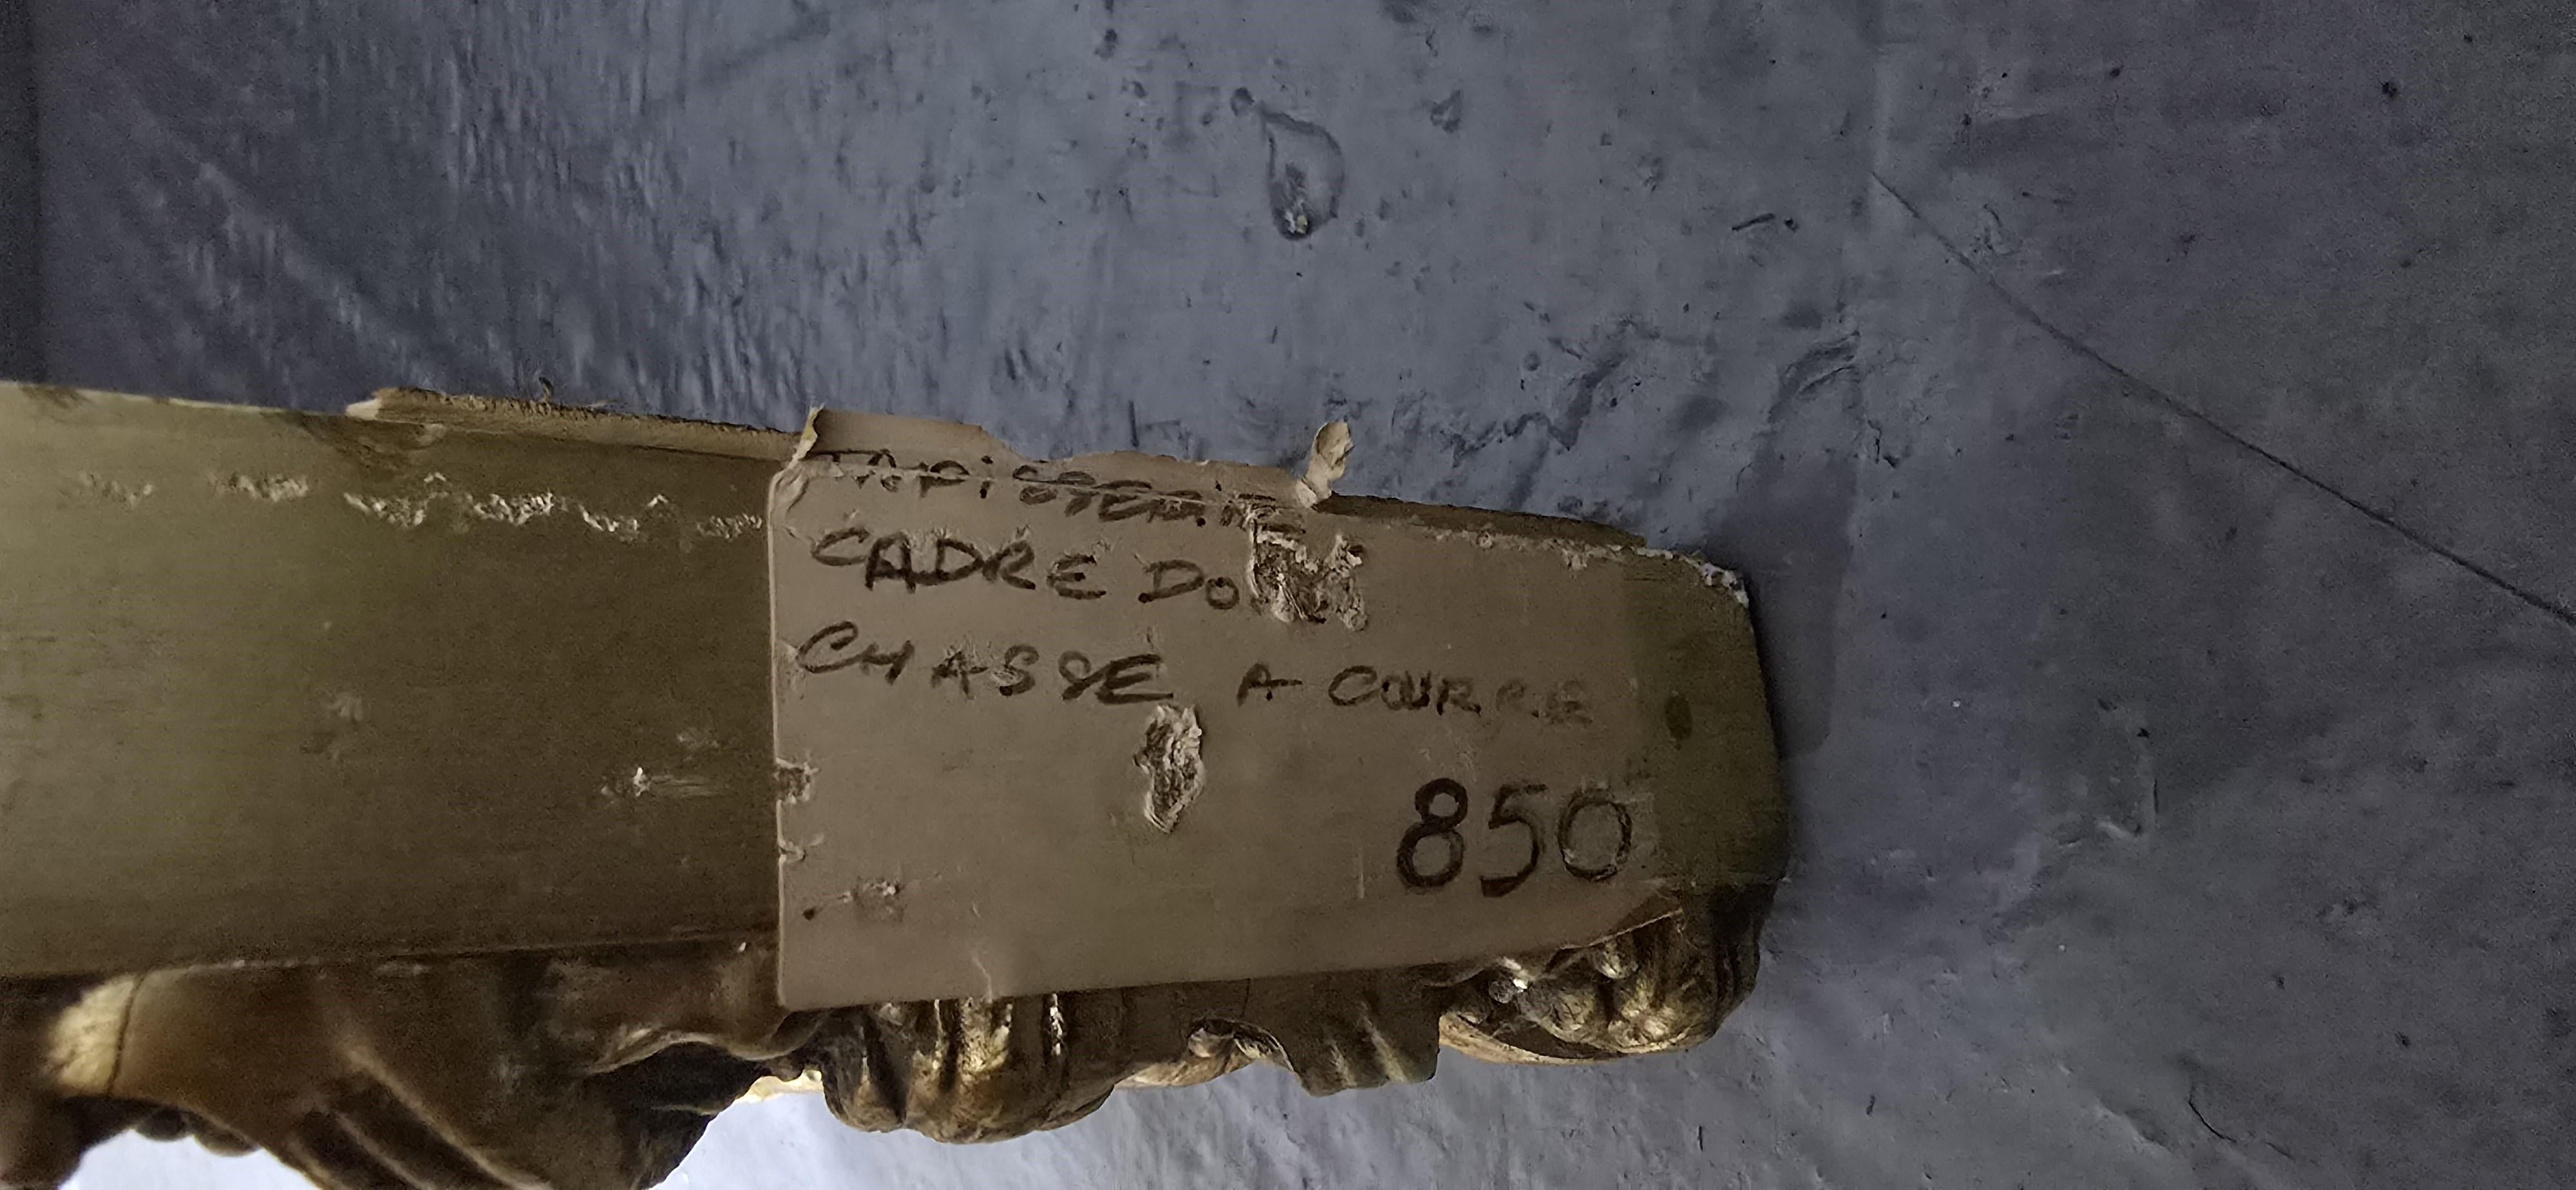 TAPiSSERIE
CADRE DO
CHASSE A COURRE
850